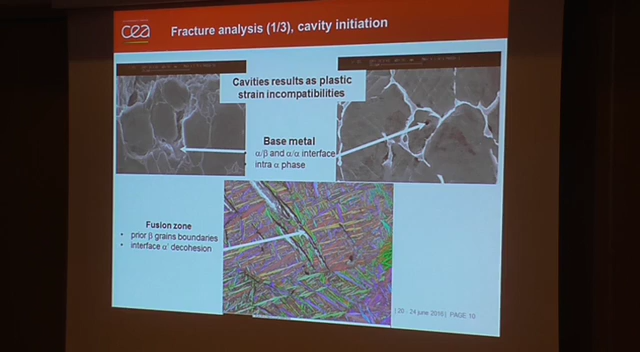 cea
Fracture analysis (1/3), cavity initiation
Cavities results as plastic
strain incompatibilities
Base metal
α/β and α/α interface
intra α phase
Fusion zone
• prior β grains boundaries
• interface α' decohesion
| 20 - 24 june 2016 | PAGE 10